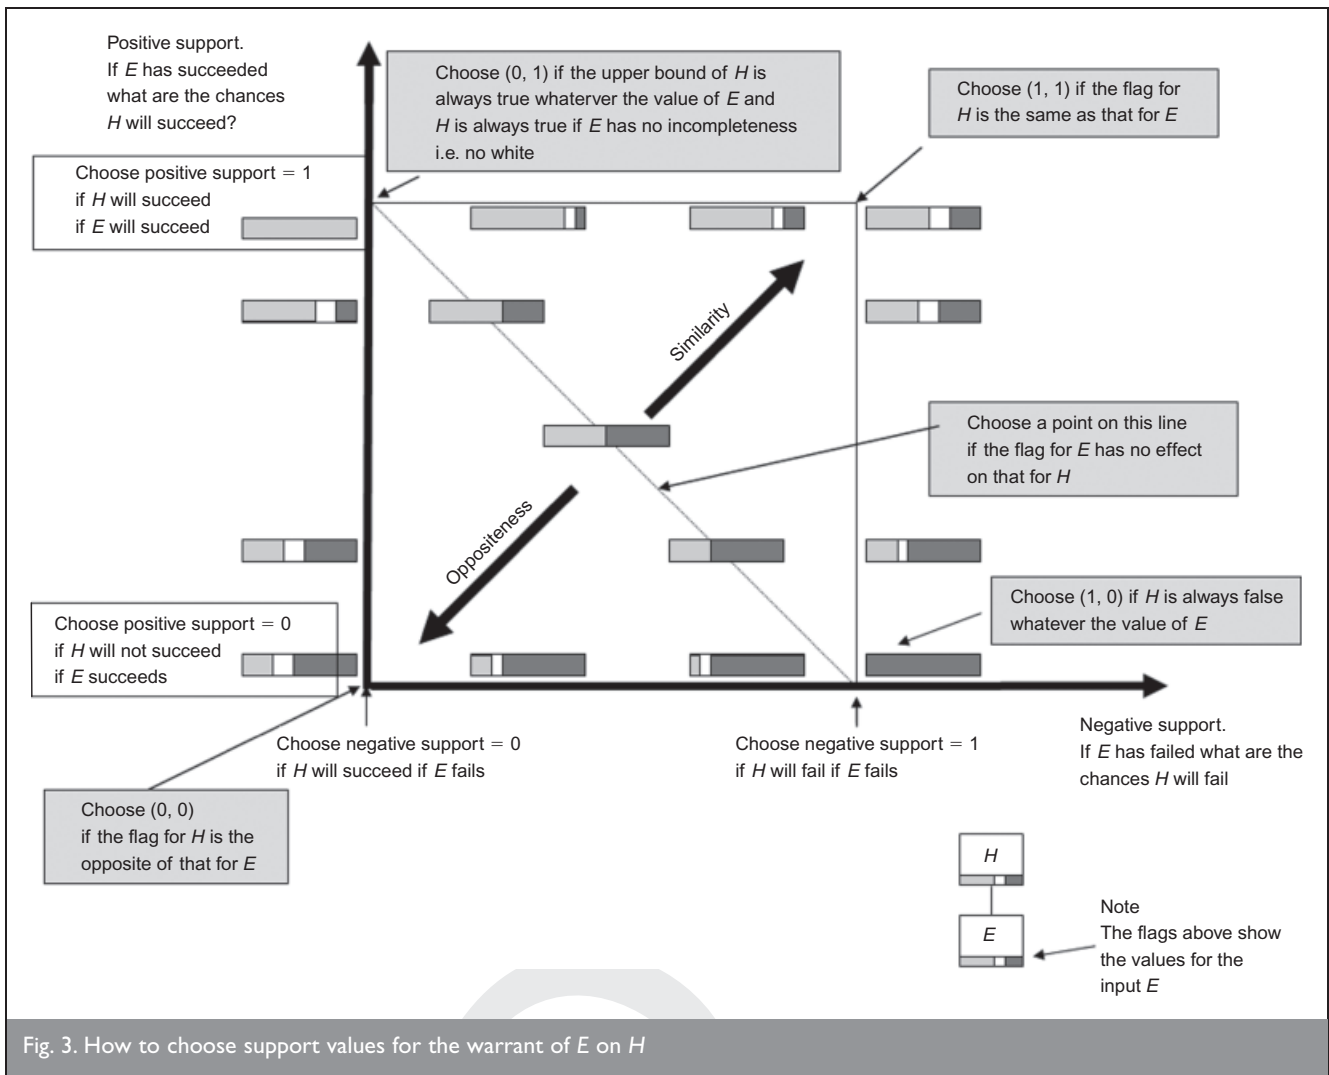 Positive support.
If E has succeeded
what are the chances
H will succeed?
Choose (0, 1) if the upper bound of H is
always true whaterver the value of E and
H is always true if E has no incompleteness
i.e. no white
Choose (1, 1) if the flag for
H is the same as that for E
Choose positive support = 1
if H will succeed
if E will succeed
Similarity
Choose a point on this line
if the flag for E has no effect
on that for H
Oppositeness
Choose (1, 0) if H is always false
whatever the value of E
Choose positive support = 0
if H will not succeed
if E succeeds
Choose negative support = 0
if H will succeed if E fails
Choose negative support = 1
if H will fail if E fails
Negative support.
If E has failed what are the
chances H will fail
Choose (0, 0)
if the flag for H is the
opposite of that for E
H
E
Note
The flags above show
the values for the
input E
Fig. 3. How to choose support values for the warrant of E on H